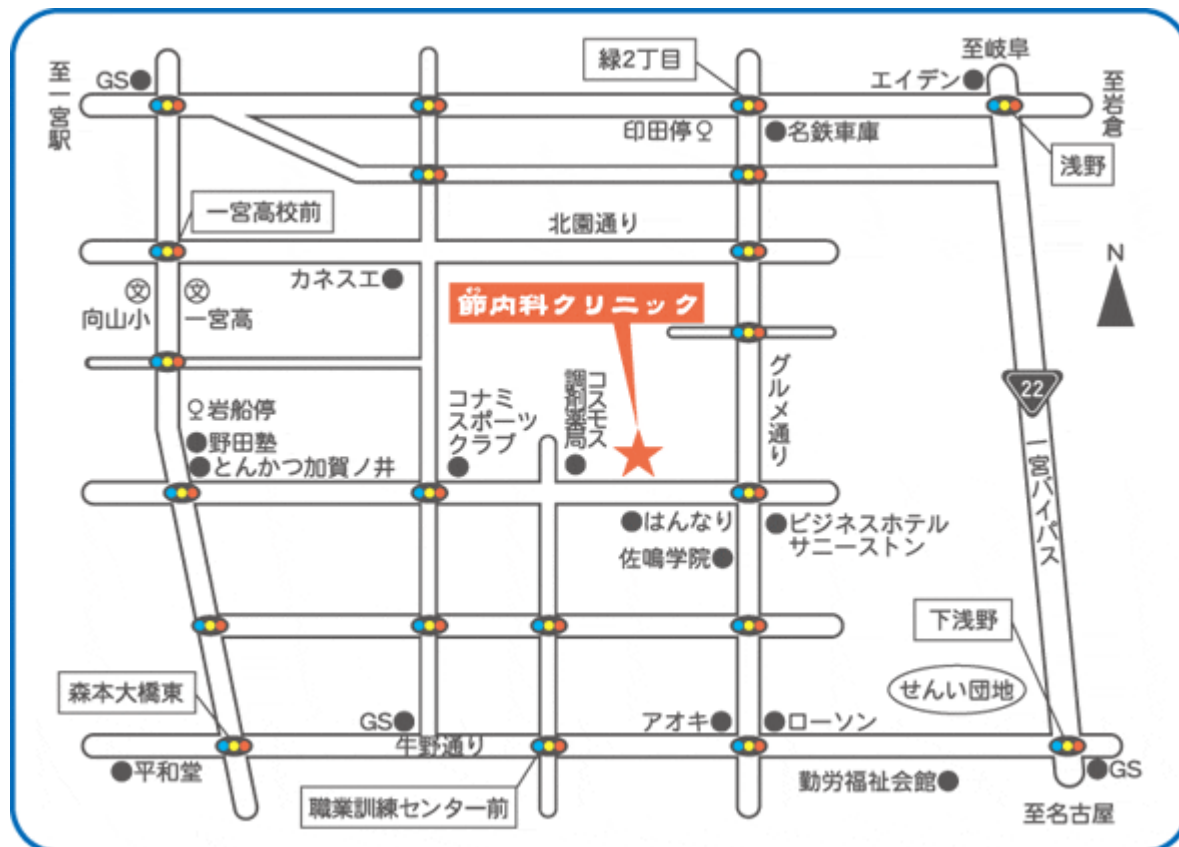 至一宮駅
GS
緑2丁目
至岐阜
エイデン
至岩倉
印田停
名鉄車庫
浅野
一宮高校前
北園通り
N
カネスエ
文
文
向山小
一宮高
せつ
節内科クリニック
グルメ通り
22
一宮バイパス
岩船停
野田塾
とんかつ加賀ノ井
コナミ
スポーツ
クラブ
コスモス
調剤薬局
はんなり
佐鳴学院
ビジネスホテル
サニーストン
下浅野
せんい団地
森本大橋東
GS
牛野通り
アオキ
ローソン
平和堂
職業訓練センター前
勤労福祉会館
GS
至名古屋